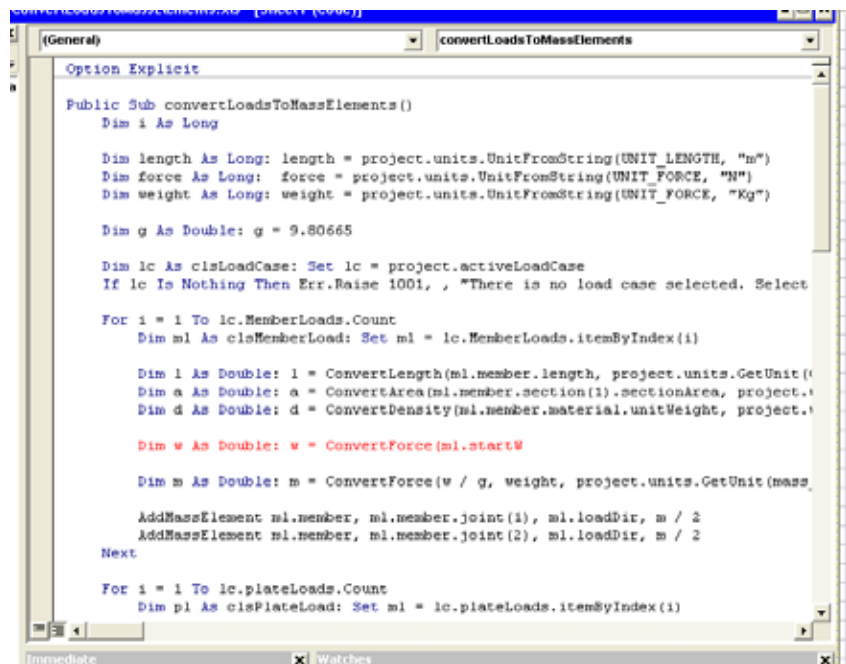 ConvertLoadsToMassElements.xls - [Sheet1 (Code)]
(General) convertLoadsToMassElements
Option Explicit
Public Sub convertLoadsToMassElements()
Dim i As Long
Dim length As Long: length = project.units.UnitFromString(UNIT_LENGTH, "m")
Dim force As Long: force = project.units.UnitFromString(UNIT_FORCE, "N")
Dim weight As Long: weight = project.units.UnitFromString(UNIT_FORCE, "Kg")
Dim g As Double: g = 9.80665
Dim lc As clsLoadCase: Set lc = project.activeLoadCase
If lc Is Nothing Then Err.Raise 1001, , "There is no load case selected. Select
For i = 1 To lc.MemberLoads.Count
Dim ml As clsMemberLoad: Set ml = lc.MemberLoads.itemByIndex(i)
Dim l As Double: l = ConvertLength(ml.member.length, project.units.GetUnit(
Dim a As Double: a = ConvertArea(ml.member.section(1).sectionArea, project.
Dim d As Double: d = ConvertDensity(ml.member.material.unitWeight, project.
Dim w As Double: w = ConvertForce(ml.startW
Dim m As Double: m = ConvertForce(w / g, weight, project.units.GetUnit(mass_
AddMassElement ml.member, ml.member.joint(1), ml.loadDir, m / 2
AddMassElement ml.member, ml.member.joint(2), ml.loadDir, m / 2
Next
For i = 1 To lc.plateLoads.Count
Dim pl As clsPlateLoad: Set ml = lc.plateLoads.itemByIndex(i)
Immediate Watches